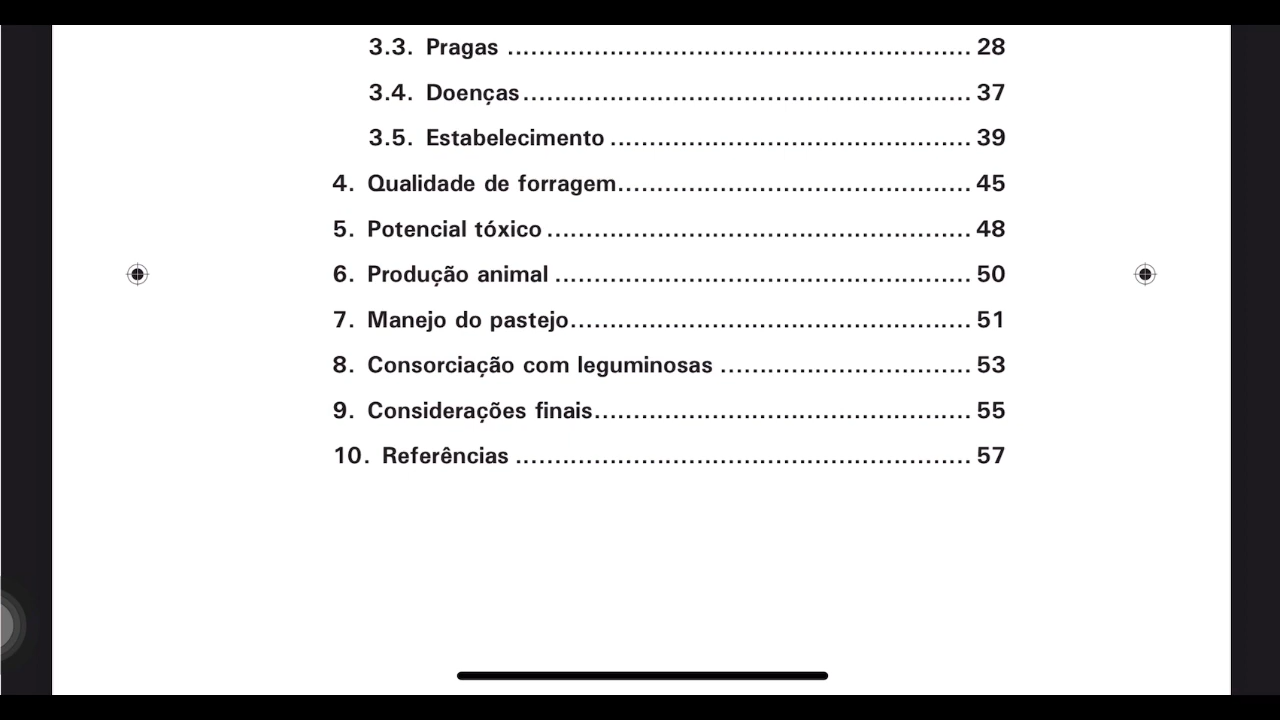 3.3. Pragas ........................................................... 28
3.4. Doenças ......................................................... 37
3.5. Estabelecimento .............................................. 39
4. Qualidade de forragem............................................. 45
5. Potencial tóxico ...................................................... 48
6. Produção animal ..................................................... 50
7. Manejo do pastejo................................................... 51
8. Consorciação com leguminosas ................................ 53
9. Considerações finais................................................ 55
10. Referências .......................................................... 57